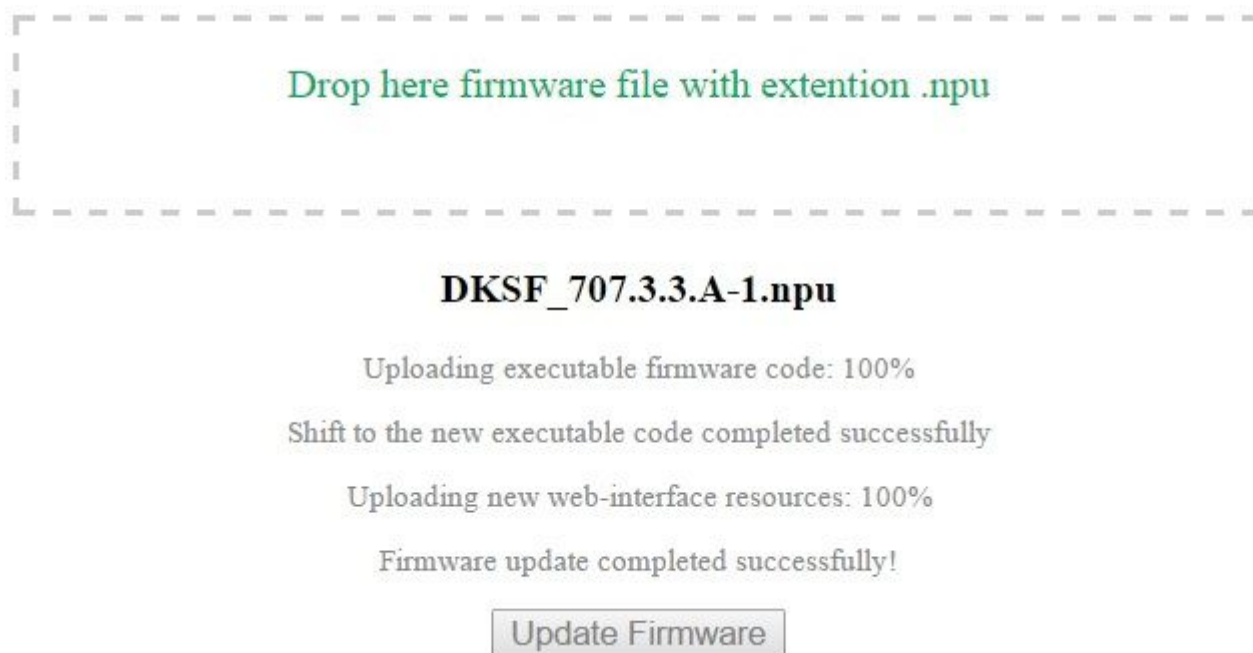 Drop here firmware file with extention .npu
DKSF_707.3.3.A-1.npu
Uploading executable firmware code: 100%
Shift to the new executable code completed successfully
Uploading new web-interface resources: 100%
Firmware update completed successfully!
Update Firmware